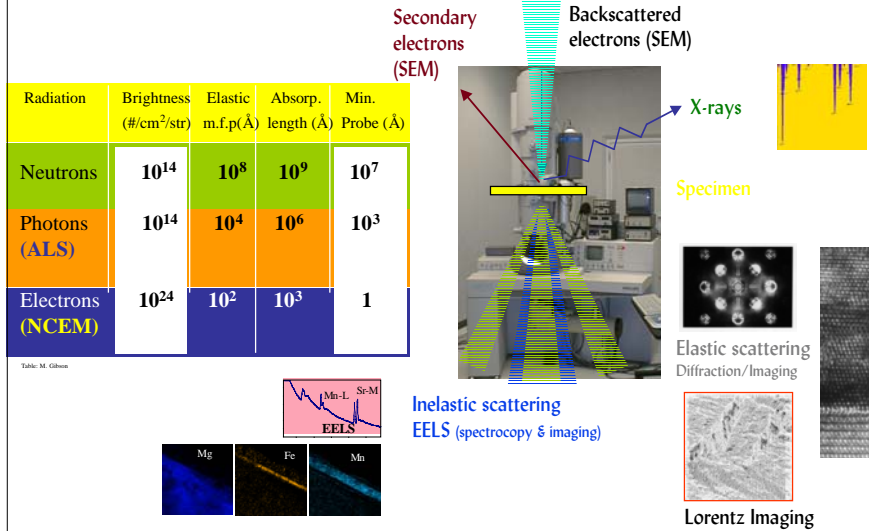 Secondary
electrons
(SEM)
Backscattered
electrons (SEM)
Radiation Brightness Elastic Absorp. Min.
(#/cm²/str) m.f.p(Å) length (Å) Probe (Å)
Neutrons 10¹⁴ 10⁸ 10⁹ 10⁷
Photons 10¹⁴ 10⁴ 10⁶ 10³
(ALS)
Electrons 10²⁴ 10² 10³ 1
(NCEM)
Table: M. Gibson
X-rays
Specimen
Elastic scattering
Diffraction/Imaging
Mn-L
Sr-M
EELS
Inelastic scattering
EELS (spectrocopy & imaging)
Mg Fe Mn
Lorentz Imaging